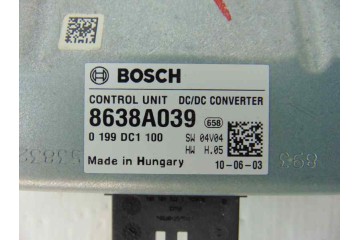 8638A039
BOSCH
CONTROL UNIT DC/DC CONVERTER
8638A039 658
0 199 DC1 100 SW 04V04
HW H.05
Made in Hungary 10-06-03